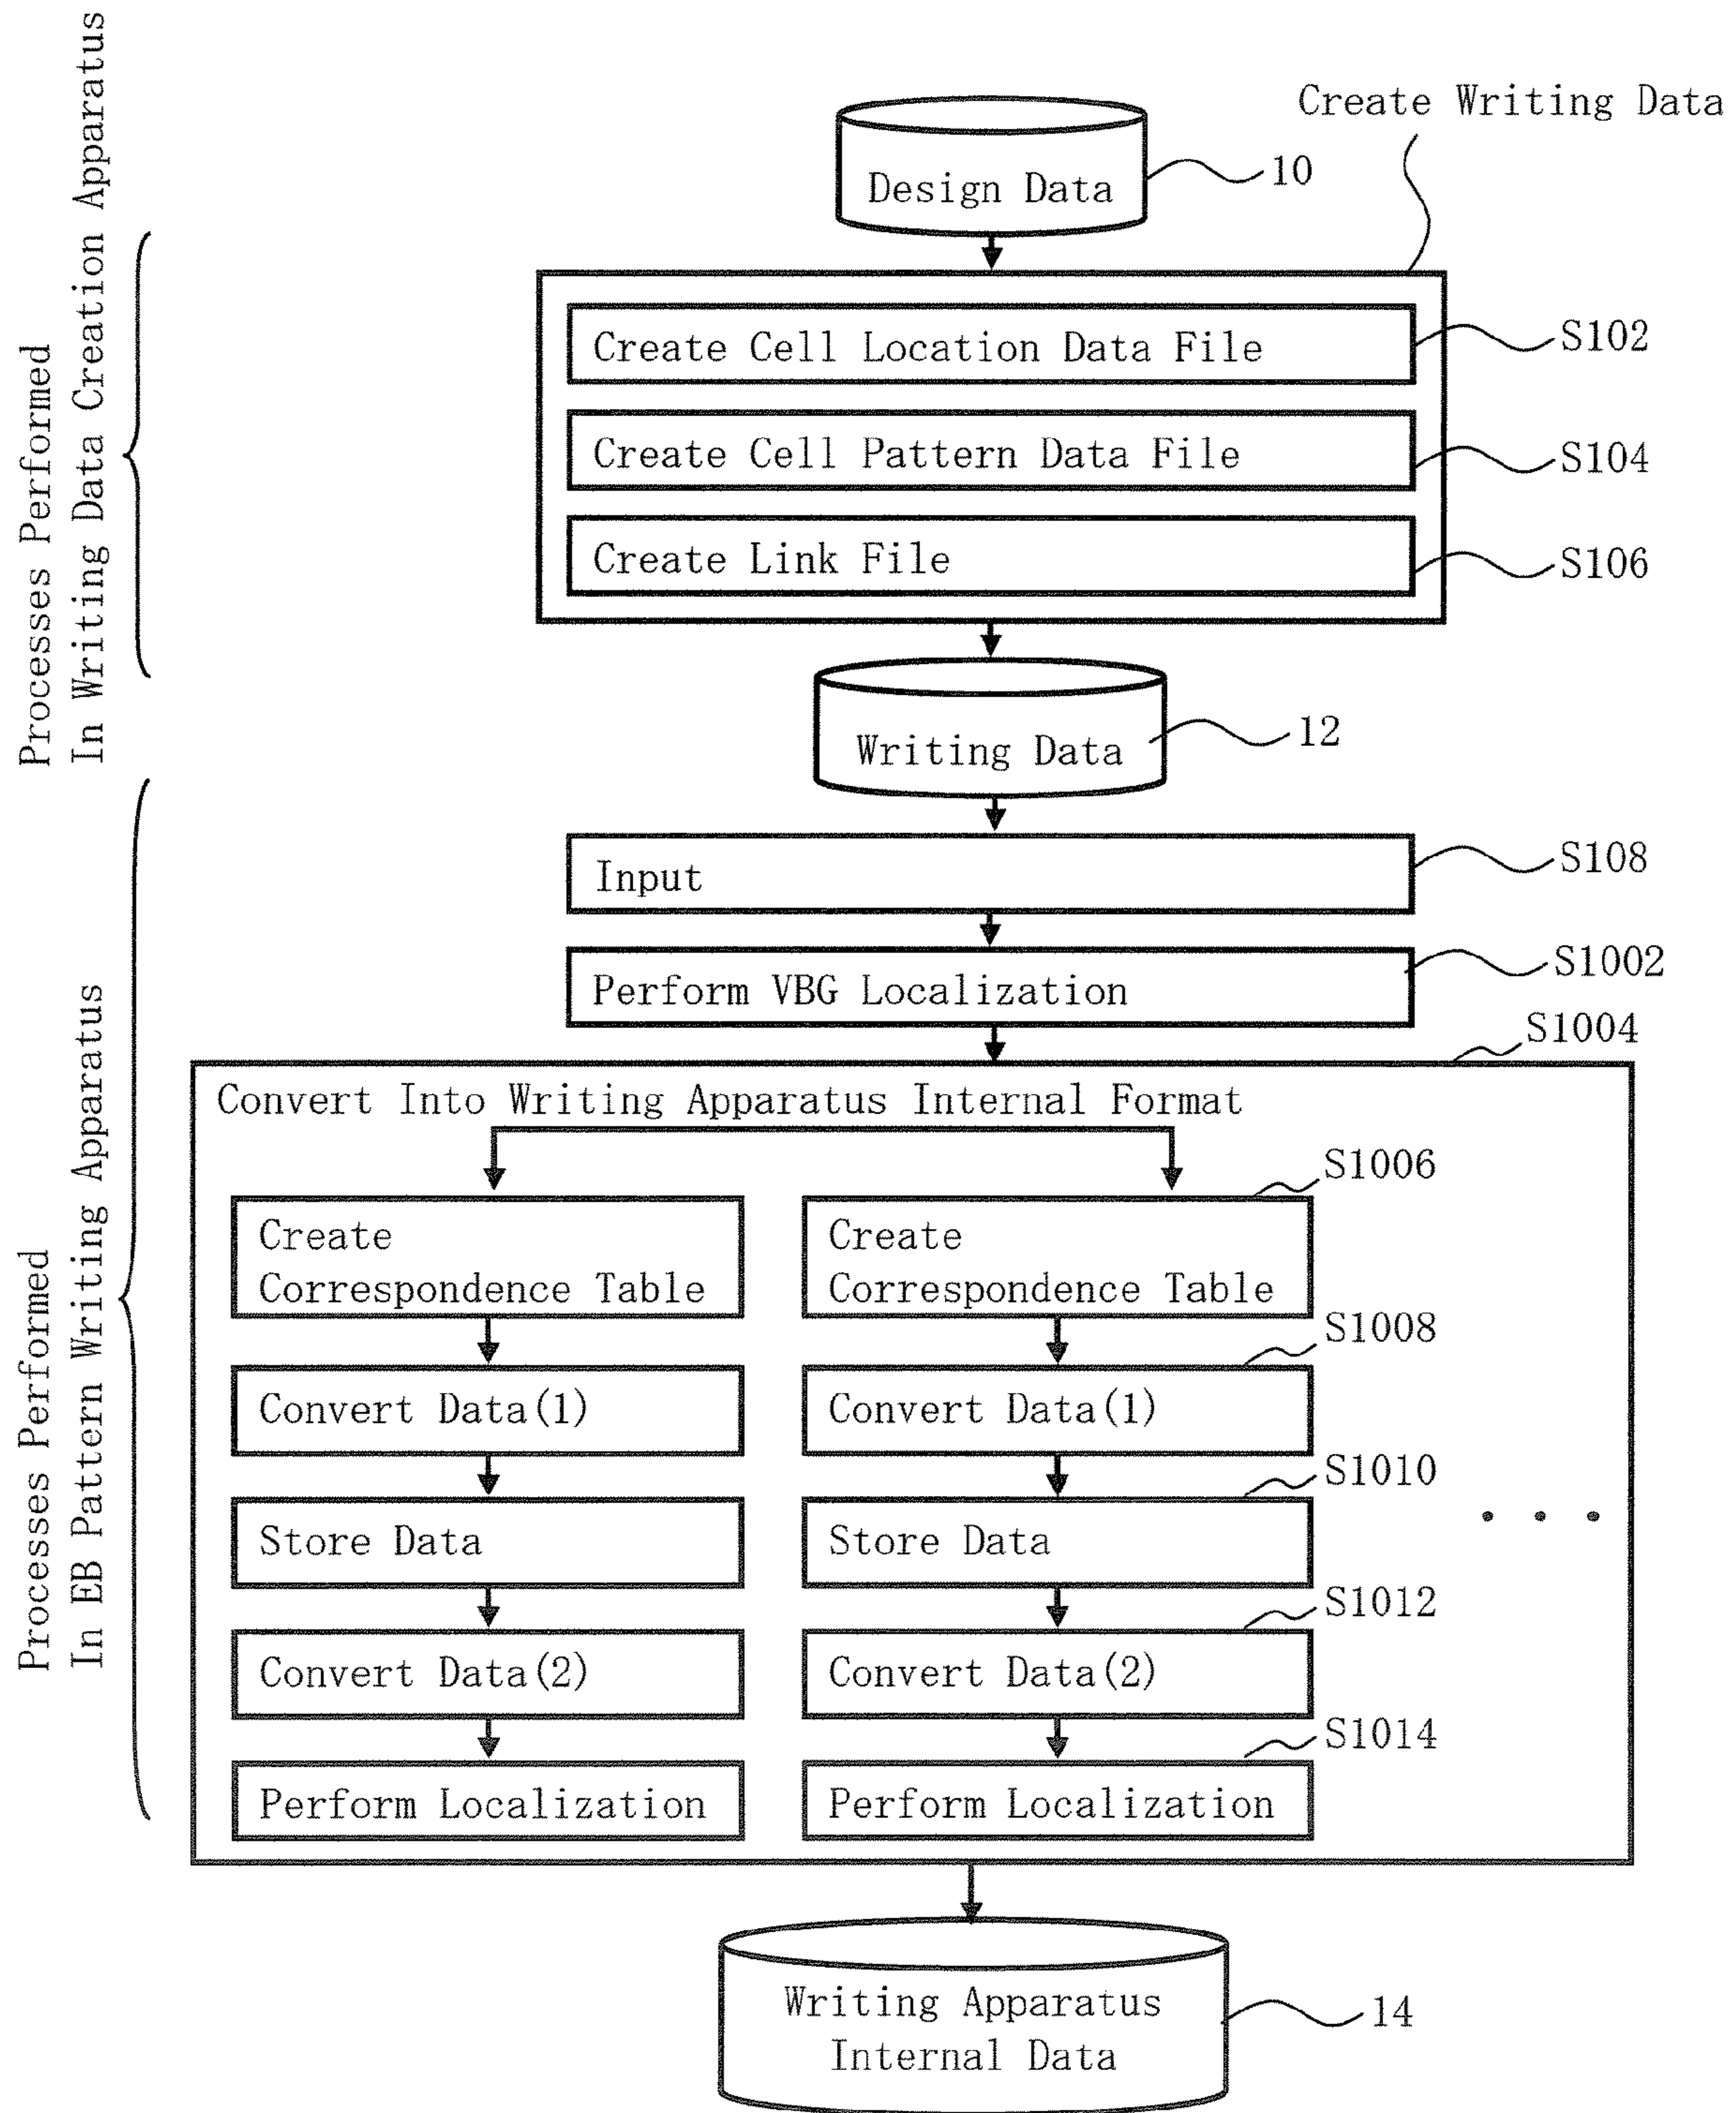 Processes Performed
In Writing Data Creation Apparatus
Create Writing Data
Design Data
10
Create Cell Location Data File
S102
Create Cell Pattern Data File
S104
Create Link File
S106
Writing Data
12
Processes Performed
In EB Pattern Writing Apparatus
Input
S108
Perform VBG Localization
S1002
S1004
Convert Into Writing Apparatus Internal Format
S1006
Create
Correspondence Table
Create
Correspondence Table
S1008
Convert Data(1)
Convert Data(1)
S1010
Store Data
Store Data
. . .
S1012
Convert Data(2)
Convert Data(2)
S1014
Perform Localization
Perform Localization
Writing Apparatus
Internal Data
14